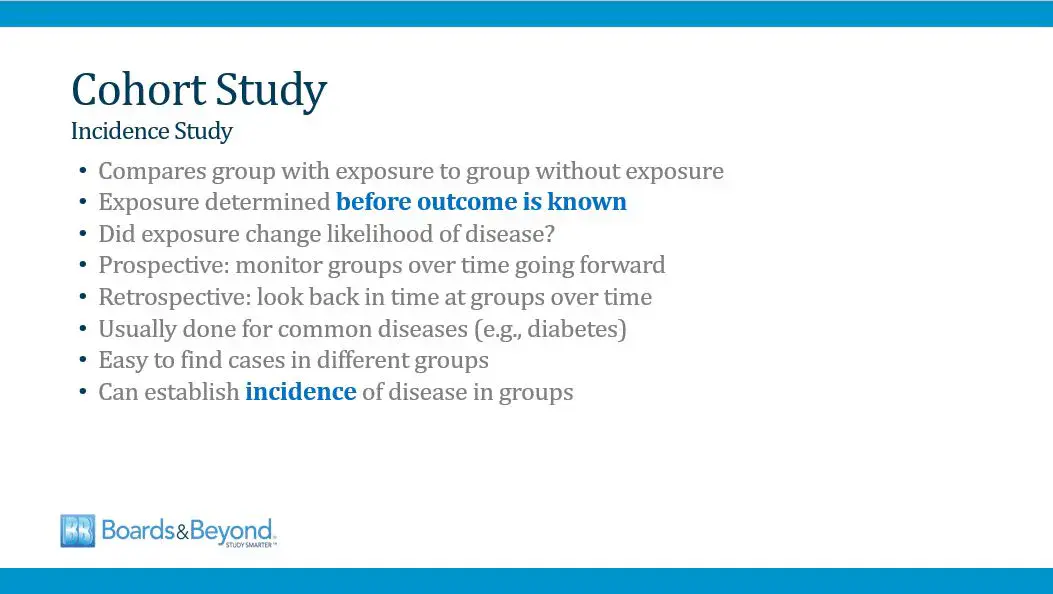 Cohort Study
Incidence Study
• Compares group with exposure to group without exposure
• Exposure determined before outcome is known
• Did exposure change likelihood of disease?
• Prospective: monitor groups over time going forward
• Retrospective: look back in time at groups over time
• Usually done for common diseases (e.g., diabetes)
• Easy to find cases in different groups
• Can establish incidence of disease in groups
BB Boards&Beyond.
STUDY SMARTER™